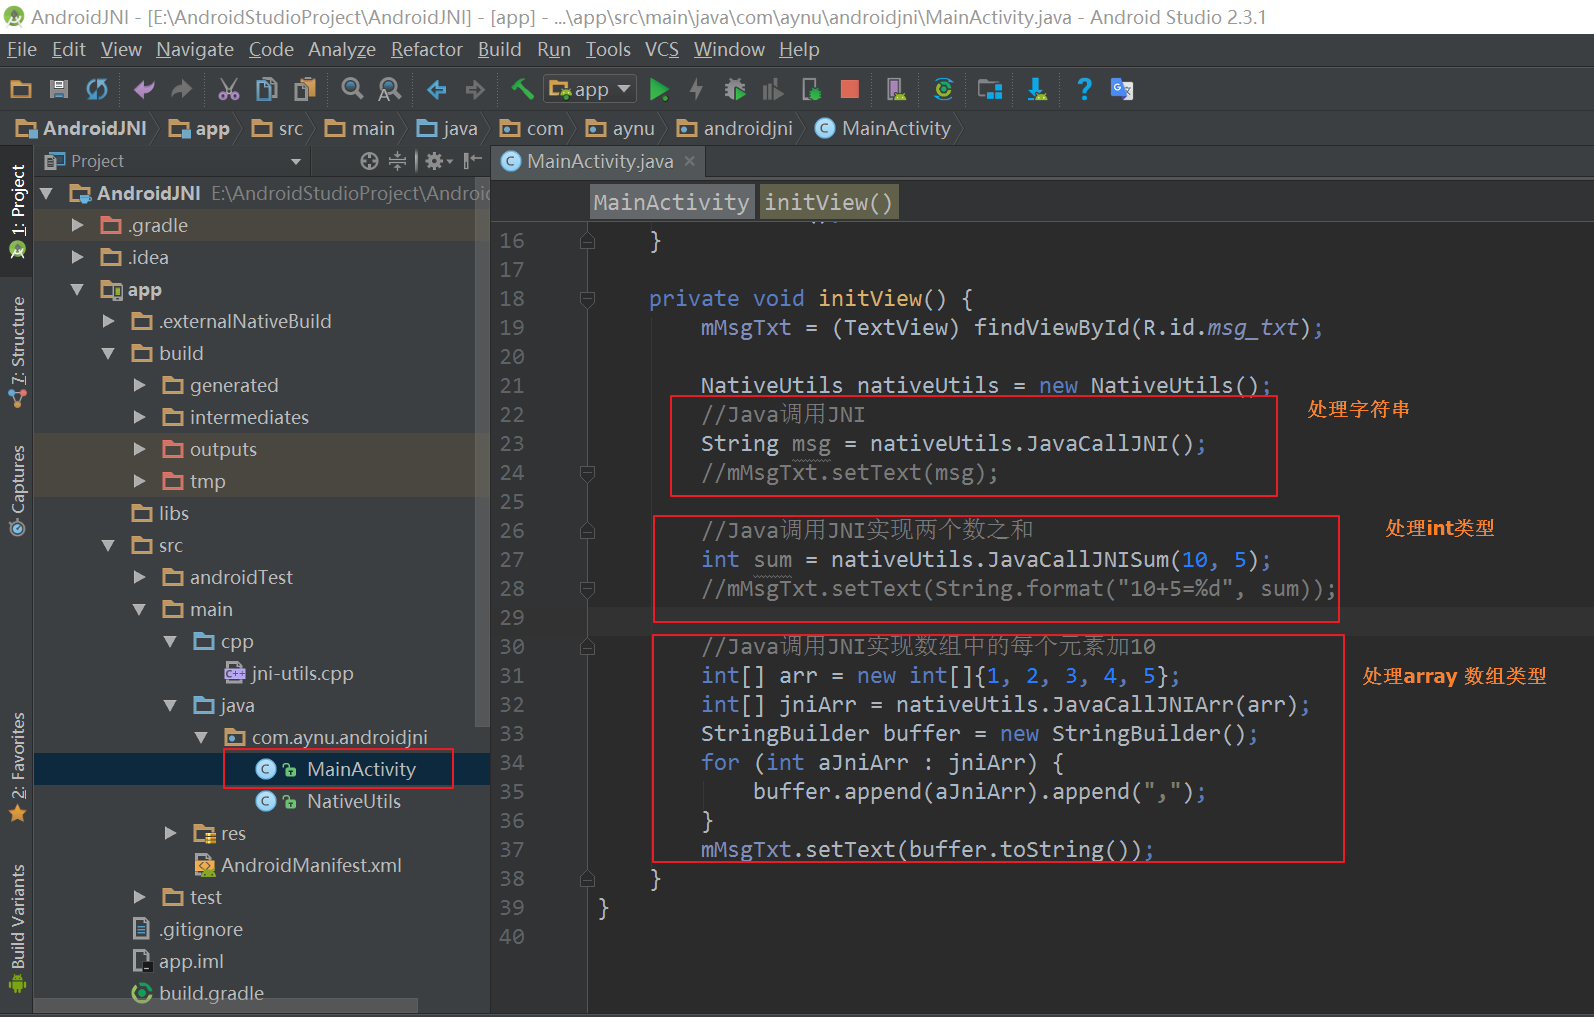 AndroidJNI - [E:\AndroidStudioProject\AndroidJNI] - [app] - ...\app\src\main\java\com\aynu\androidjni\MainActivity.java - Android Studio 2.3.1
File Edit View Navigate Code Analyze Refactor Build Run Tools VCS Window Help
app
AndroidJNI app src main java com aynu androidjni MainActivity
Project
MainActivity.java
1: Project
7: Structure
Captures
2: Favorites
Build Variants
AndroidJNI E:\AndroidStudioProject\Androi
.gradle
.idea
app
.externalNativeBuild
build
generated
intermediates
outputs
tmp
libs
src
androidTest
main
cpp
jni-utils.cpp
java
com.aynu.androidjni
MainActivity
NativeUtils
res
AndroidManifest.xml
test
.gitignore
app.iml
build.gradle
MainActivity initView()
16 }
17
18 private void initView() {
19 mMsgTxt = (TextView) findViewById(R.id.msg_txt);
20
21 NativeUtils nativeUtils = new NativeUtils();
22 //Java调用JNI
23 String msg = nativeUtils.JavaCallJNI();
24 //mMsgTxt.setText(msg);
25
26 //Java调用JNI实现两个数之和
27 int sum = nativeUtils.JavaCallJNISum(10, 5);
28 //mMsgTxt.setText(String.format("10+5=%d", sum));
29
30 //Java调用JNI实现数组中的每个元素加10
31 int[] arr = new int[]{1, 2, 3, 4, 5};
32 int[] jniArr = nativeUtils.JavaCallJNIArr(arr);
33 StringBuilder buffer = new StringBuilder();
34 for (int aJniArr : jniArr) {
35 buffer.append(aJniArr).append(",");
36 }
37 mMsgTxt.setText(buffer.toString());
38 }
39 }
40
处理字符串
处理int类型
处理array 数组类型